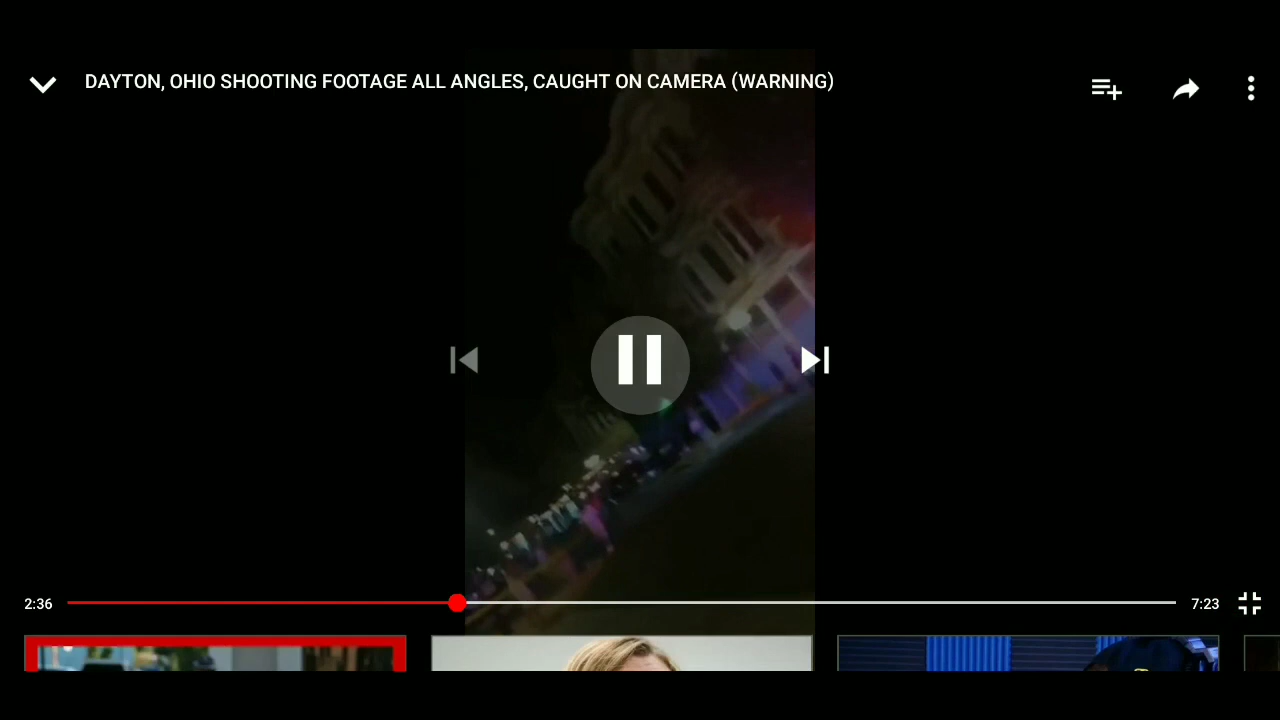 DAYTON, OHIO SHOOTING FOOTAGE ALL ANGLES, CAUGHT ON CAMERA (WARNING)
2:36
7:23